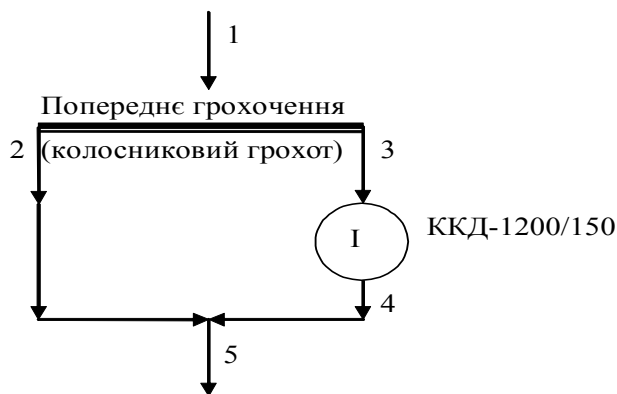 1
Попереднє грохочення
2 (колосниковий грохот) 3
I ККД-1200/150
4
5